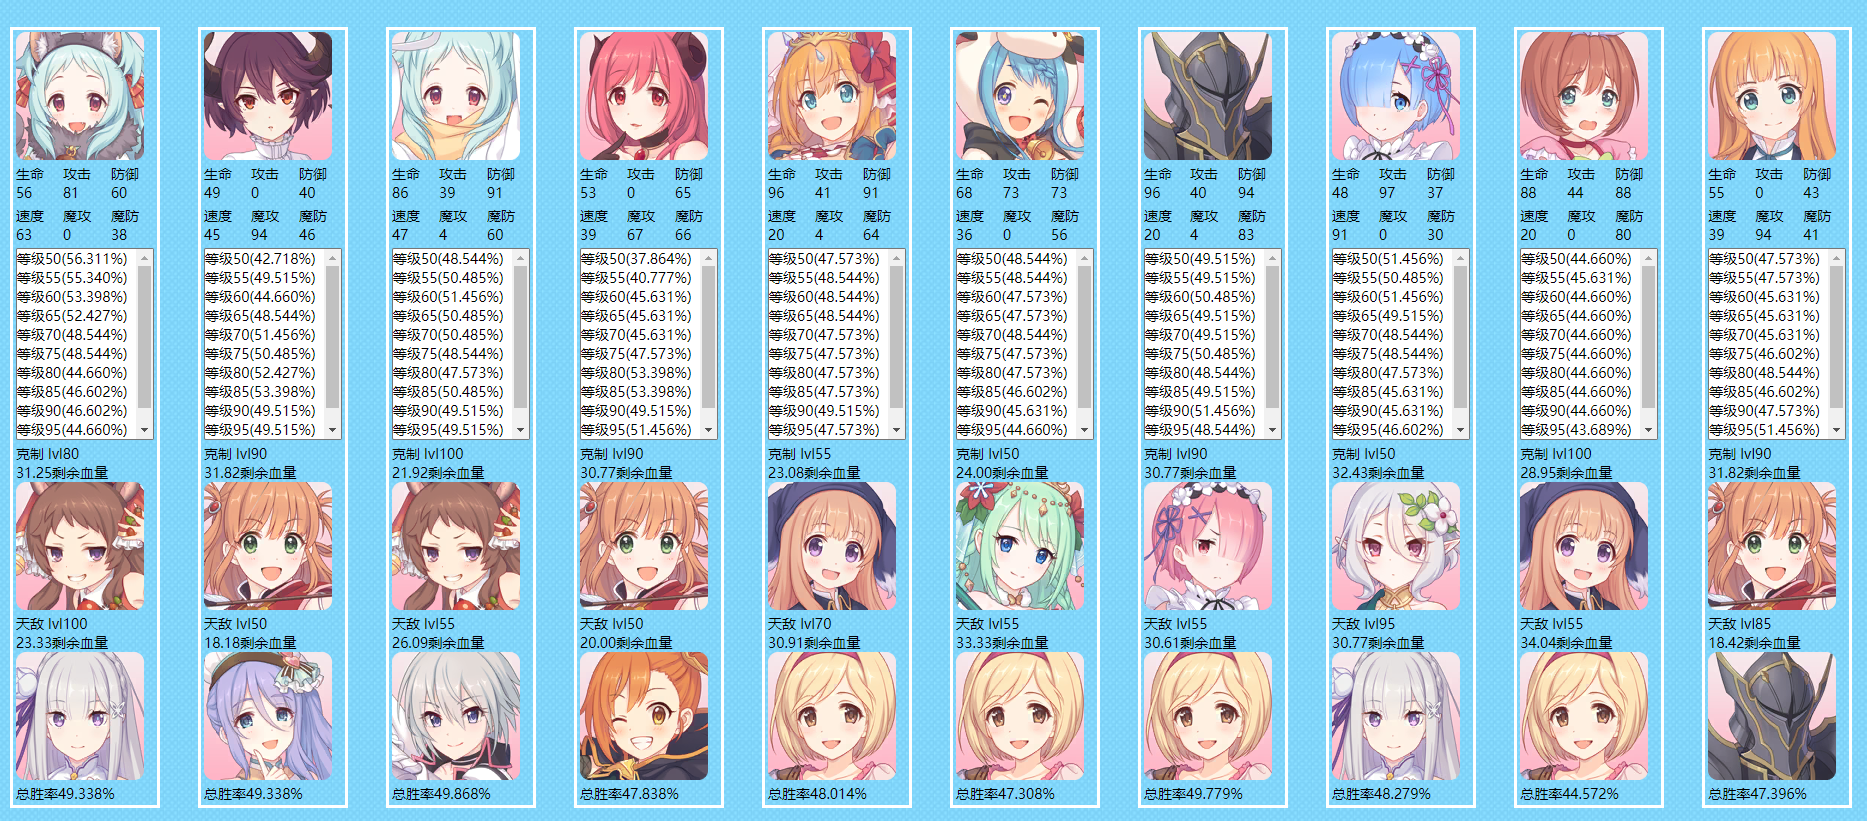 生命 攻击 防御
56 81 60
速度 魔攻 魔防
63 0 38
等级50(56.311%)
等级55(55.340%)
等级60(53.398%)
等级65(52.427%)
等级70(48.544%)
等级75(48.544%)
等级80(44.660%)
等级85(46.602%)
等级90(46.602%)
等级95(44.660%)
克制 lvl80
31.25剩余血量
天敌 lvl100
23.33剩余血量
总胜率49.338%
生命 攻击 防御
49 0 40
速度 魔攻 魔防
45 94 46
等级50(42.718%)
等级55(49.515%)
等级60(44.660%)
等级65(48.544%)
等级70(51.456%)
等级75(50.485%)
等级80(52.427%)
等级85(53.398%)
等级90(49.515%)
等级95(49.515%)
克制 lvl90
31.82剩余血量
天敌 lvl50
18.18剩余血量
总胜率49.338%
生命 攻击 防御
86 39 91
速度 魔攻 魔防
47 4 60
等级50(48.544%)
等级55(50.485%)
等级60(51.456%)
等级65(50.485%)
等级70(50.485%)
等级75(48.544%)
等级80(47.573%)
等级85(50.485%)
等级90(49.515%)
等级95(49.515%)
克制 lvl100
21.92剩余血量
天敌 lvl55
26.09剩余血量
总胜率49.868%
生命 攻击 防御
53 0 65
速度 魔攻 魔防
39 67 66
等级50(37.864%)
等级55(40.777%)
等级60(45.631%)
等级65(45.631%)
等级70(45.631%)
等级75(47.573%)
等级80(53.398%)
等级85(53.398%)
等级90(49.515%)
等级95(51.456%)
克制 lvl90
30.77剩余血量
天敌 lvl50
20.00剩余血量
总胜率47.838%
生命 攻击 防御
96 41 91
速度 魔攻 魔防
20 4 64
等级50(47.573%)
等级55(48.544%)
等级60(48.544%)
等级65(48.544%)
等级70(47.573%)
等级75(47.573%)
等级80(47.573%)
等级85(47.573%)
等级90(49.515%)
等级95(47.573%)
克制 lvl55
23.08剩余血量
天敌 lvl70
30.91剩余血量
总胜率48.014%
生命 攻击 防御
68 73 73
速度 魔攻 魔防
36 0 56
等级50(48.544%)
等级55(48.544%)
等级60(47.573%)
等级65(47.573%)
等级70(48.544%)
等级75(47.573%)
等级80(47.573%)
等级85(46.602%)
等级90(45.631%)
等级95(44.660%)
克制 lvl50
24.00剩余血量
天敌 lvl55
33.33剩余血量
总胜率47.308%
生命 攻击 防御
96 40 94
速度 魔攻 魔防
20 4 83
等级50(49.515%)
等级55(49.515%)
等级60(50.485%)
等级65(49.515%)
等级70(49.515%)
等级75(50.485%)
等级80(48.544%)
等级85(49.515%)
等级90(51.456%)
等级95(48.544%)
克制 lvl90
30.77剩余血量
天敌 lvl55
30.61剩余血量
总胜率49.779%
生命 攻击 防御
48 97 37
速度 魔攻 魔防
91 0 30
等级50(51.456%)
等级55(50.485%)
等级60(51.456%)
等级65(49.515%)
等级70(48.544%)
等级75(48.544%)
等级80(47.573%)
等级85(45.631%)
等级90(45.631%)
等级95(46.602%)
克制 lvl50
32.43剩余血量
天敌 lvl95
30.77剩余血量
总胜率48.279%
生命 攻击 防御
88 44 88
速度 魔攻 魔防
20 0 80
等级50(44.660%)
等级55(45.631%)
等级60(44.660%)
等级65(44.660%)
等级70(44.660%)
等级75(44.660%)
等级80(44.660%)
等级85(44.660%)
等级90(44.660%)
等级95(43.689%)
克制 lvl100
28.95剩余血量
天敌 lvl55
34.04剩余血量
总胜率44.572%
生命 攻击 防御
55 0 43
速度 魔攻 魔防
39 94 41
等级50(47.573%)
等级55(47.573%)
等级60(45.631%)
等级65(45.631%)
等级70(45.631%)
等级75(46.602%)
等级80(48.544%)
等级85(46.602%)
等级90(47.573%)
等级95(51.456%)
克制 lvl90
31.82剩余血量
天敌 lvl85
18.42剩余血量
总胜率47.396%